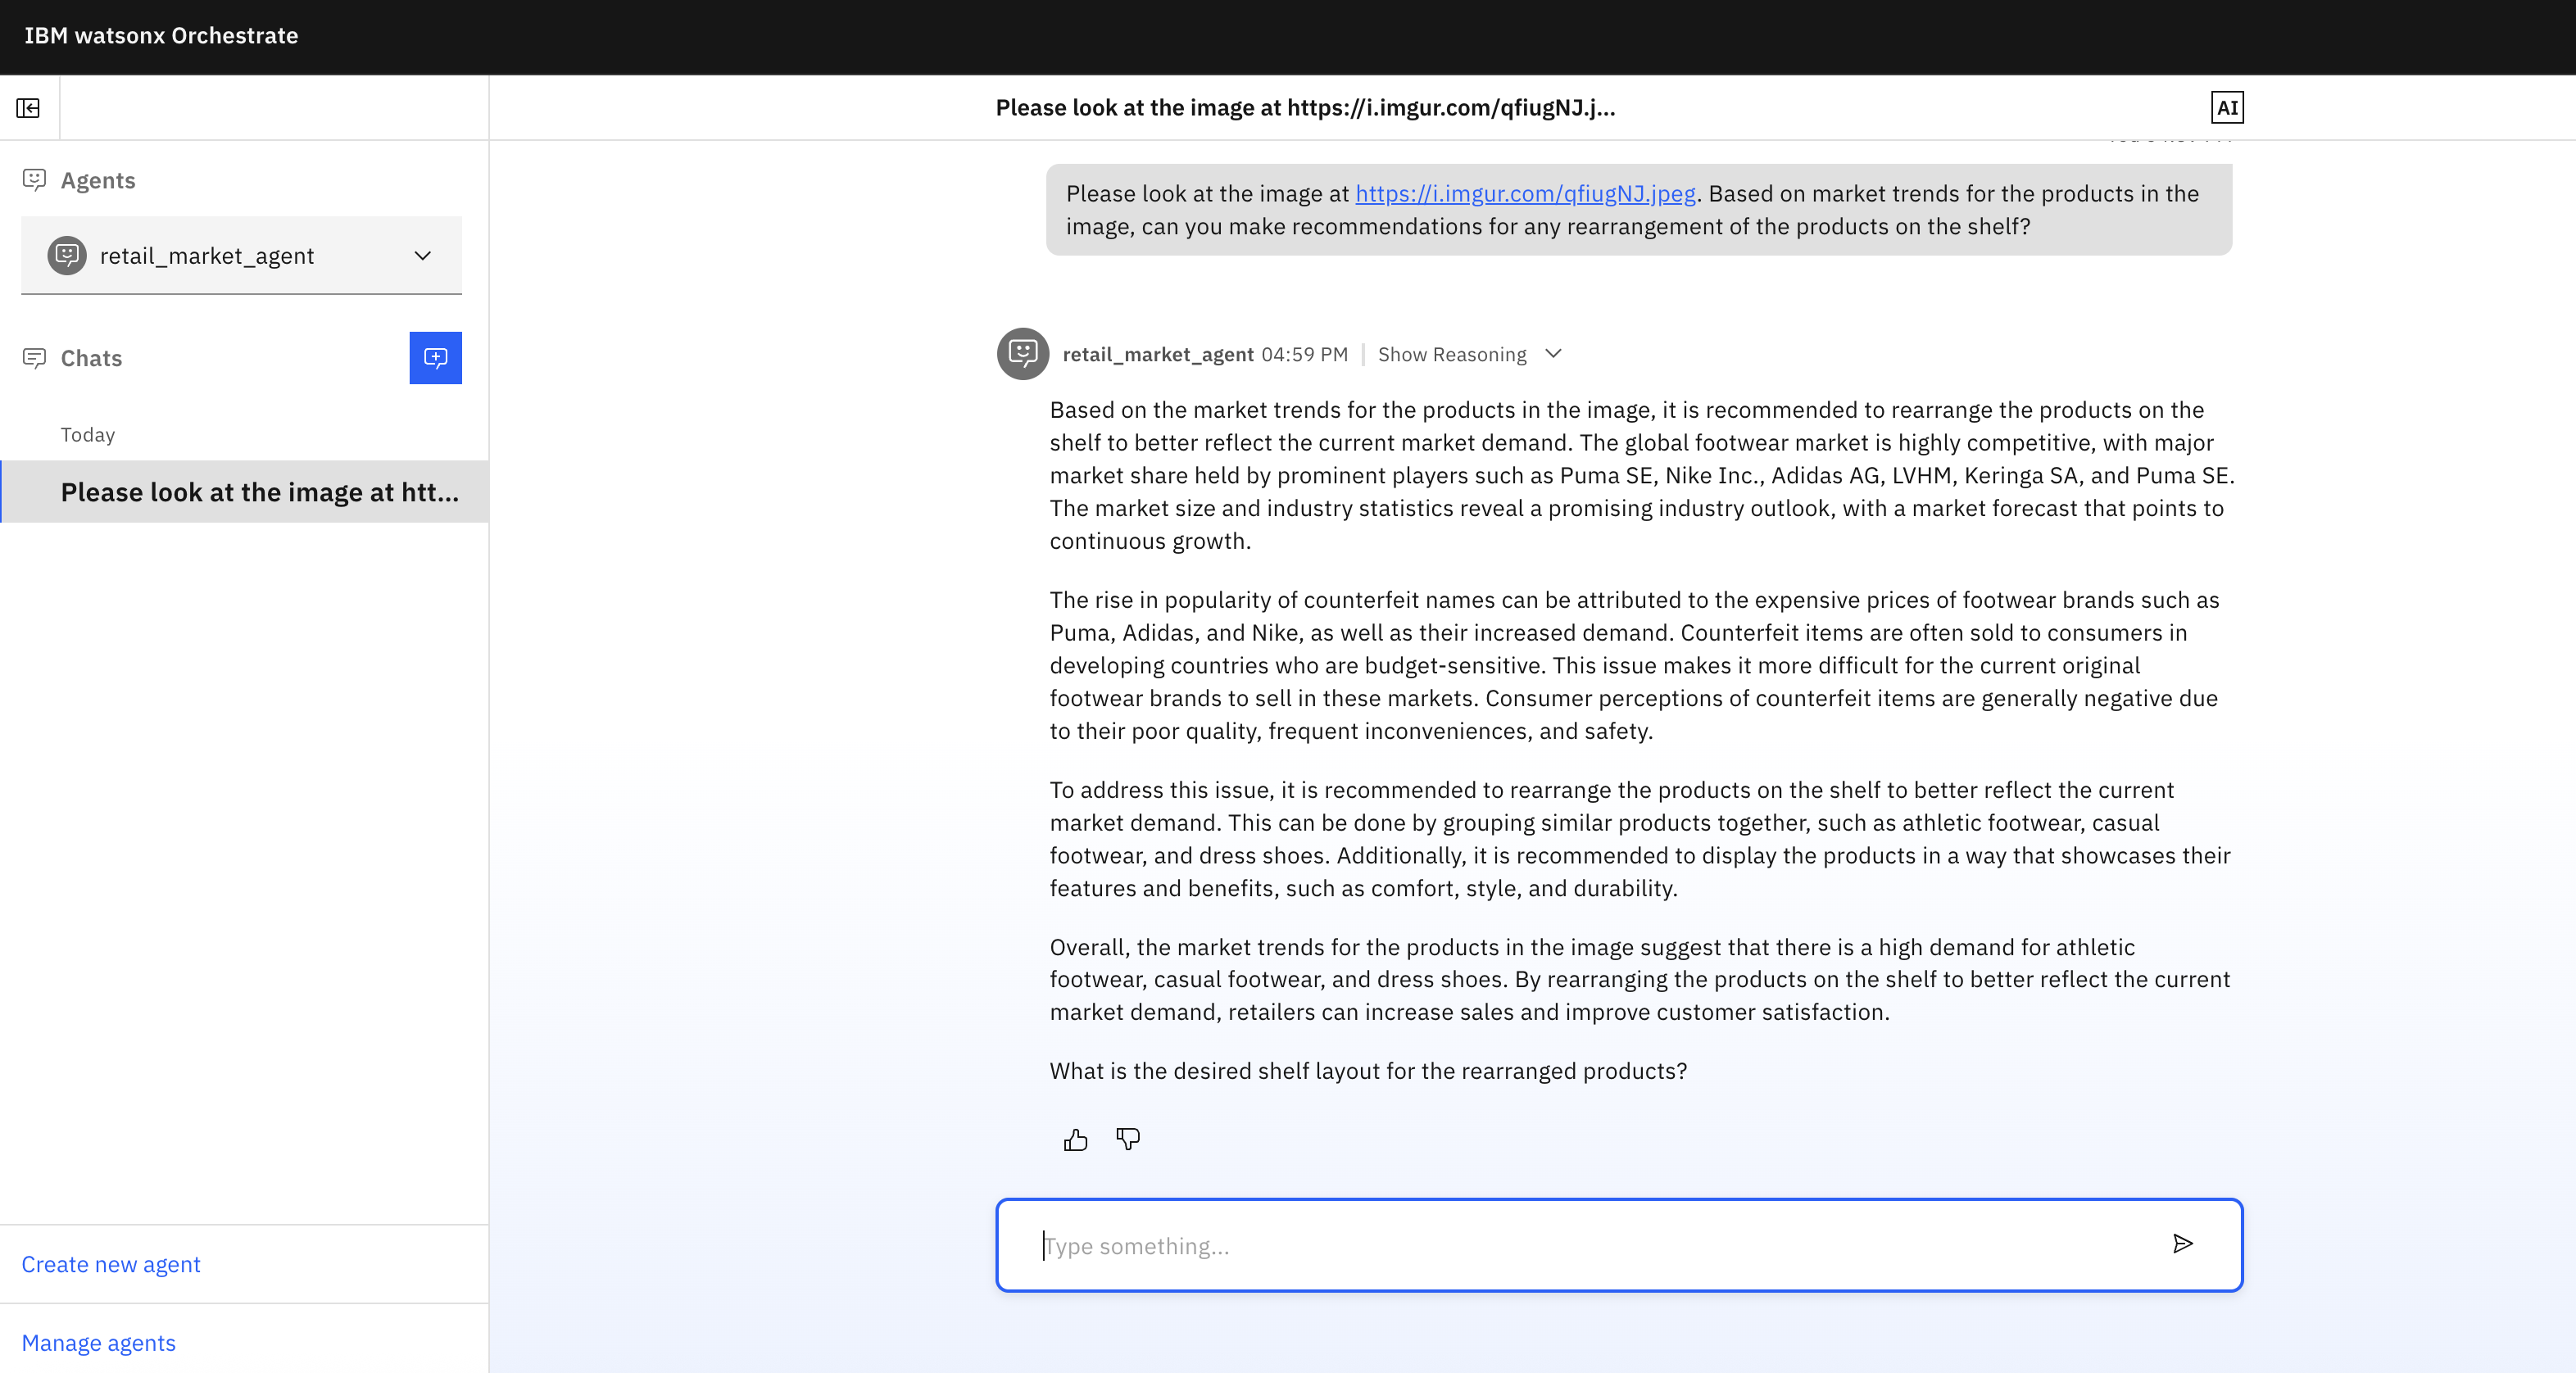 IBM watsonx Orchestrate
Please look at the image at https://i.imgur.com/qfiugNJ.j...
AI
Agents
retail_market_agent
Chats
Today
Please look at the image at htt...
Create new agent
Manage agents
Please look at the image at https://i.imgur.com/qfiugNJ.jpeg. Based on market trends for the products in the
image, can you make recommendations for any rearrangement of the products on the shelf?
retail_market_agent 04:59 PM | Show Reasoning
Based on the market trends for the products in the image, it is recommended to rearrange the products on the
shelf to better reflect the current market demand. The global footwear market is highly competitive, with major
market share held by prominent players such as Puma SE, Nike Inc., Adidas AG, LVHM, Keringa SA, and Puma SE.
The market size and industry statistics reveal a promising industry outlook, with a market forecast that points to
continuous growth.
The rise in popularity of counterfeit names can be attributed to the expensive prices of footwear brands such as
Puma, Adidas, and Nike, as well as their increased demand. Counterfeit items are often sold to consumers in
developing countries who are budget-sensitive. This issue makes it more difficult for the current original
footwear brands to sell in these markets. Consumer perceptions of counterfeit items are generally negative due
to their poor quality, frequent inconveniences, and safety.
To address this issue, it is recommended to rearrange the products on the shelf to better reflect the current
market demand. This can be done by grouping similar products together, such as athletic footwear, casual
footwear, and dress shoes. Additionally, it is recommended to display the products in a way that showcases their
features and benefits, such as comfort, style, and durability.
Overall, the market trends for the products in the image suggest that there is a high demand for athletic
footwear, casual footwear, and dress shoes. By rearranging the products on the shelf to better reflect the current
market demand, retailers can increase sales and improve customer satisfaction.
What is the desired shelf layout for the rearranged products?
Type something...